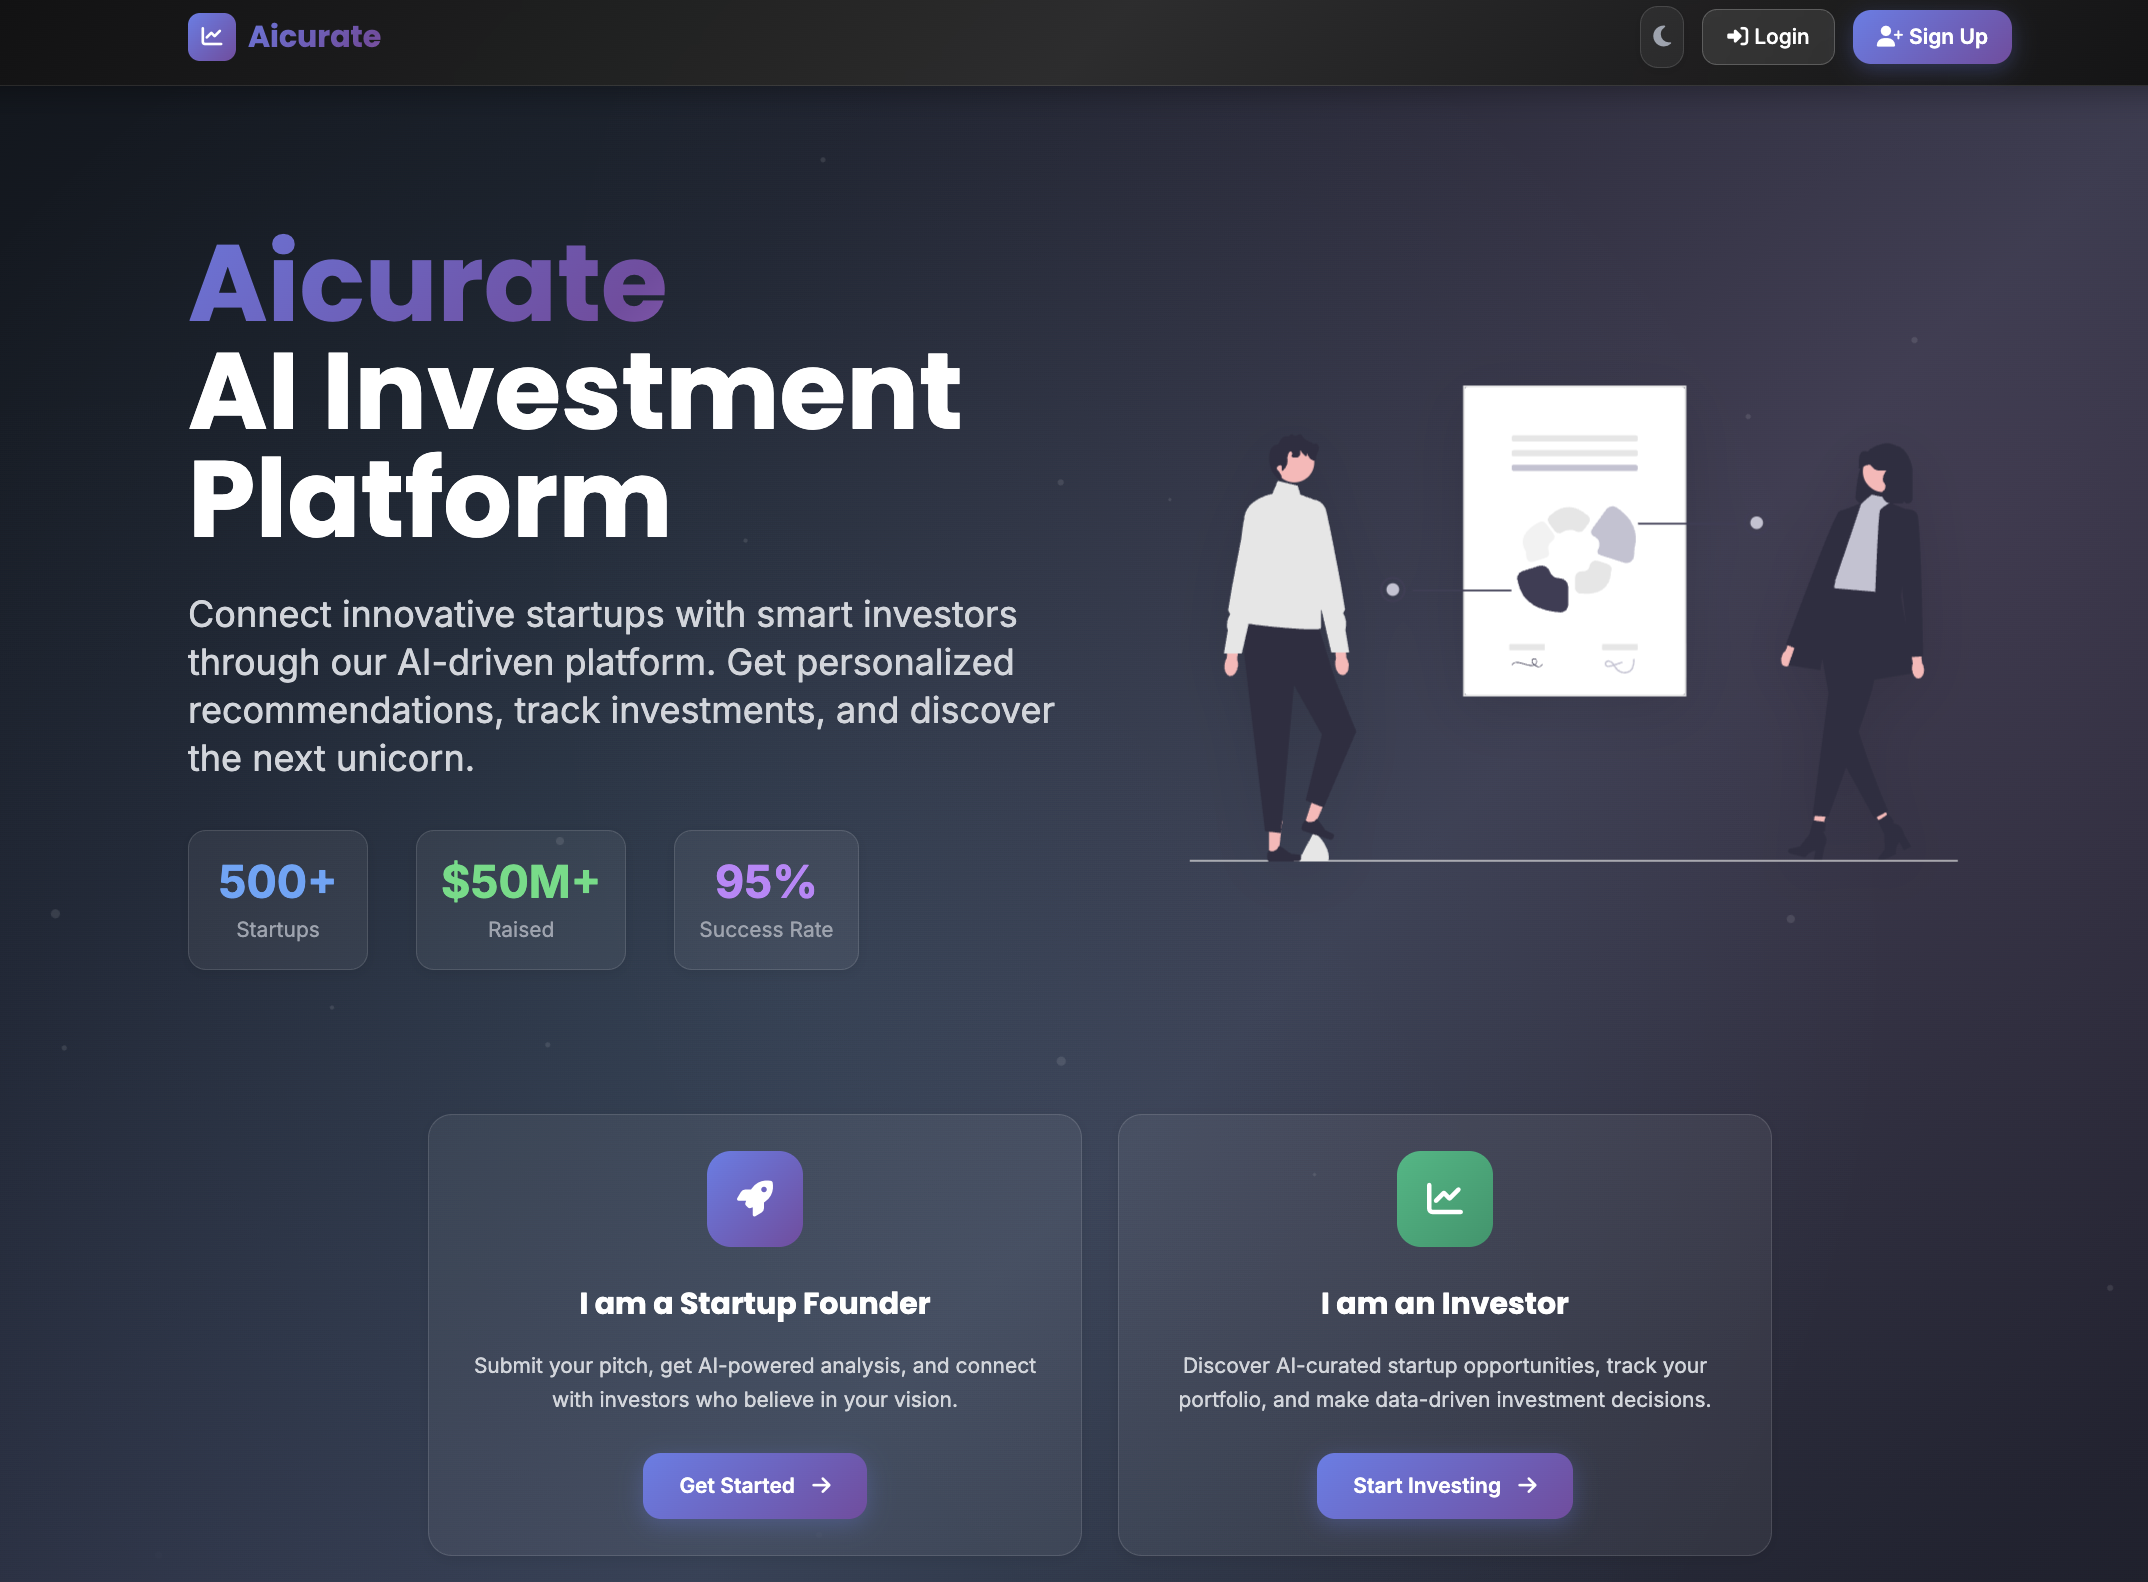 Aicurate
Login
Sign Up
Aicurate
AI Investment
Platform
Connect innovative startups with smart investors
through our AI-driven platform. Get personalized
recommendations, track investments, and discover
the next unicorn.
500+
Startups
$50M+
Raised
95%
Success Rate
I am a Startup Founder
Submit your pitch, get AI-powered analysis, and connect
with investors who believe in your vision.
Get Started
I am an Investor
Discover AI-curated startup opportunities, track your
portfolio, and make data-driven investment decisions.
Start Investing